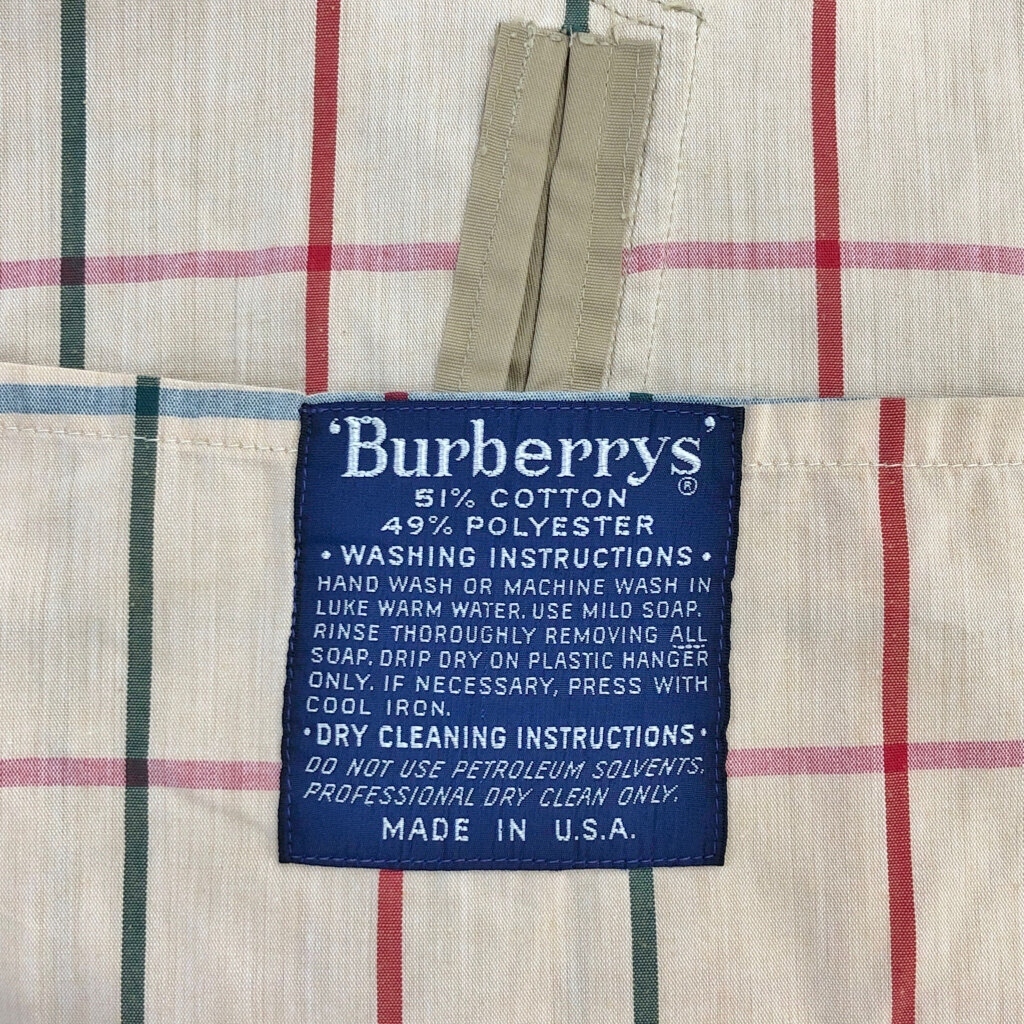 'Burberrys'
®
51% COTTON
49% POLYESTER
• WASHING INSTRUCTIONS •
HAND WASH OR MACHINE WASH IN
LUKE WARM WATER. USE MILD SOAP.
RINSE THOROUGHLY REMOVING ALL
SOAP. DRIP DRY ON PLASTIC HANGER
ONLY. IF NECESSARY, PRESS WITH
COOL IRON.
• DRY CLEANING INSTRUCTIONS •
DO NOT USE PETROLEUM SOLVENTS.
PROFESSIONAL DRY CLEAN ONLY.
MADE IN U.S.A.